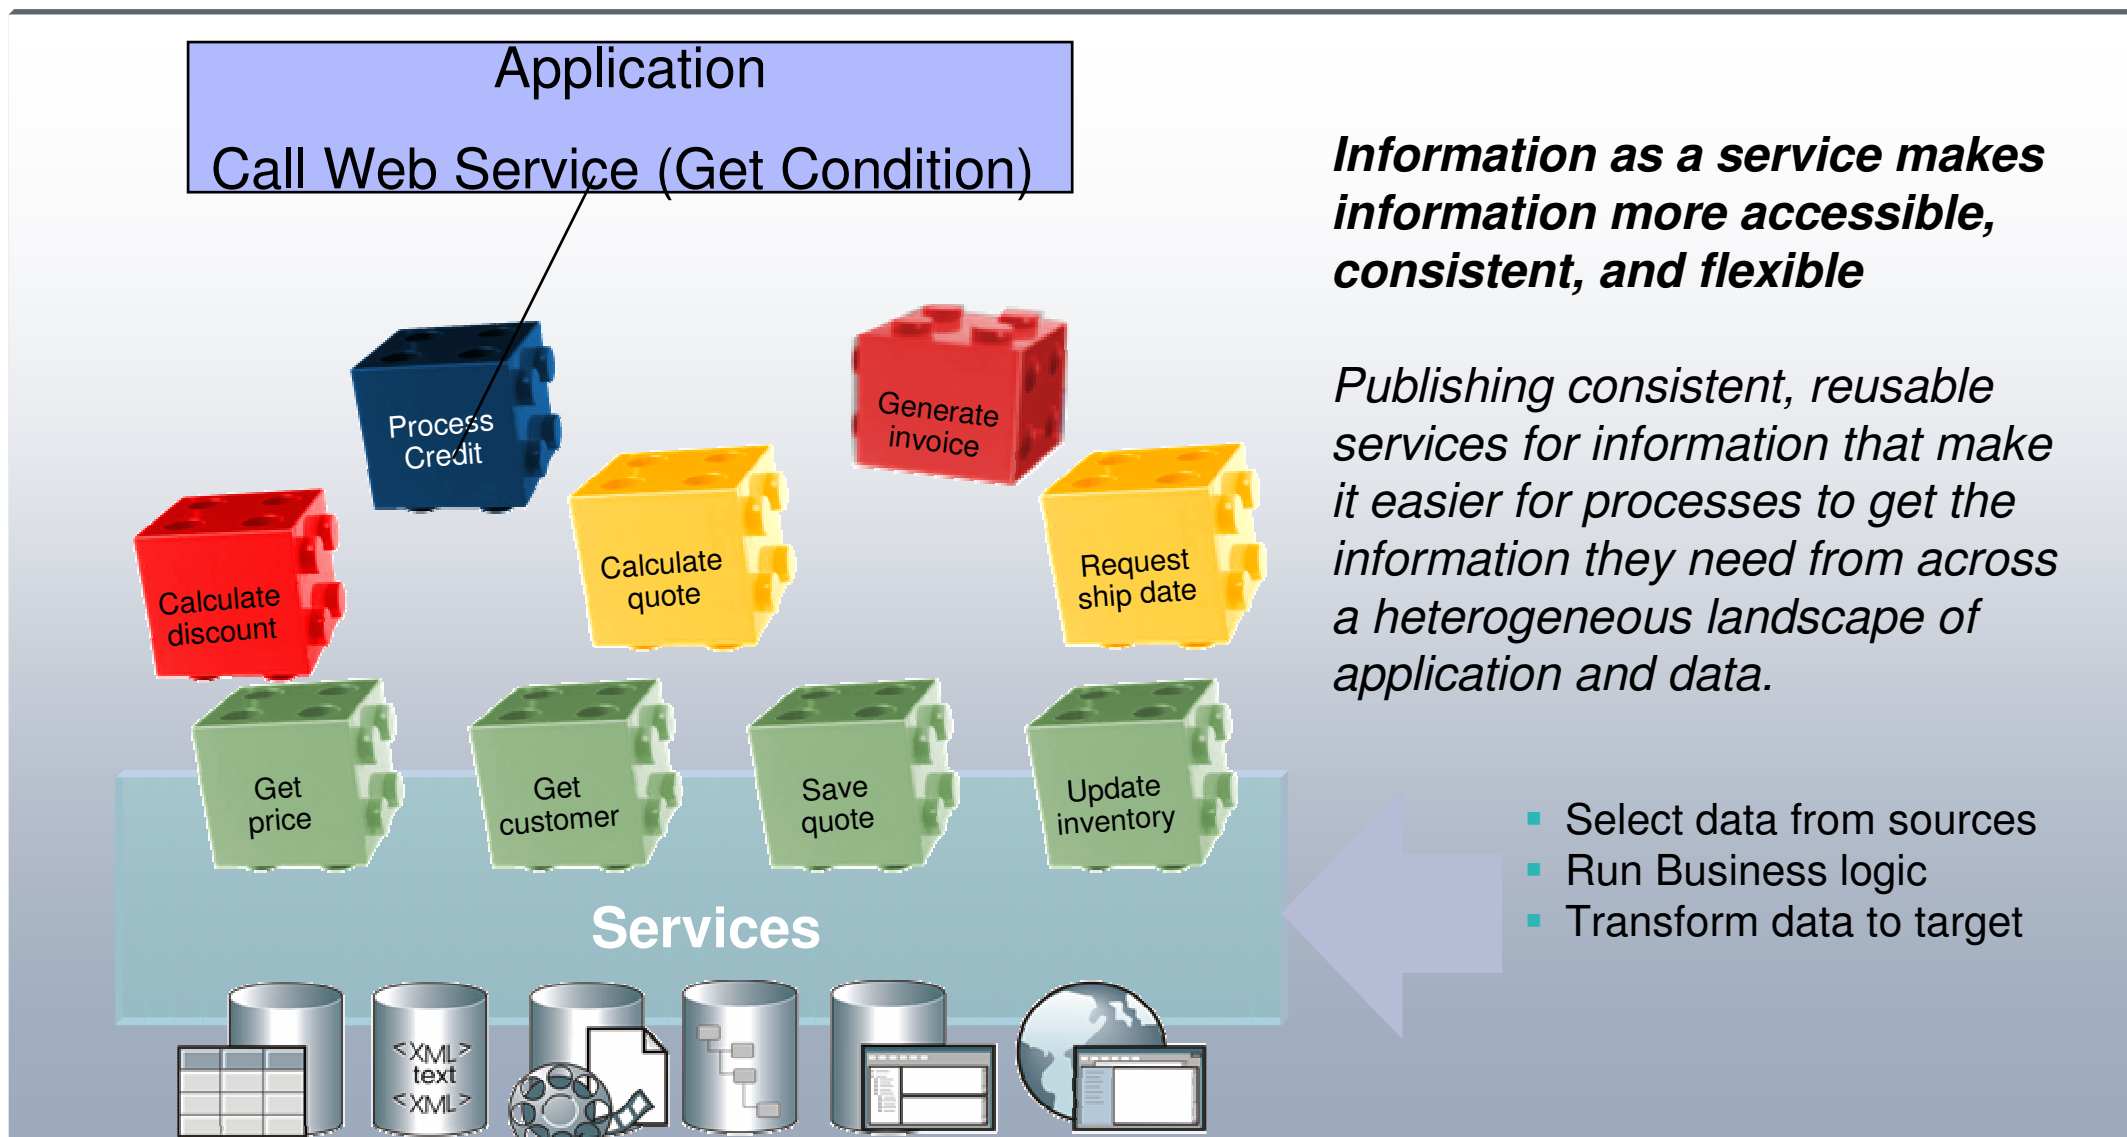 Application
Call Web Service (Get Condition)
Information as a service makes
information more accessible,
consistent, and flexible
Publishing consistent, reusable
services for information that make
it easier for processes to get the
information they need from across
a heterogeneous landscape of
application and data.
Process
Credit
Generate
invoice
Calculate
discount
Calculate
quote
Request
ship date
Get
price
Get
customer
Save
quote
Update
inventory
Services
▪ Select data from sources
▪ Run Business logic
▪ Transform data to target
<XML>
text
<XML>